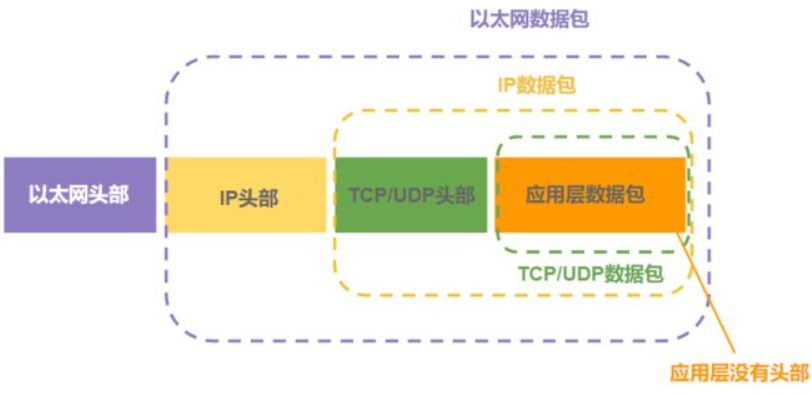 以太网数据包
IP数据包
以太网头部
IP头部
TCP/UDP头部
应用层数据包
TCP/UDP数据包
应用层没有头部